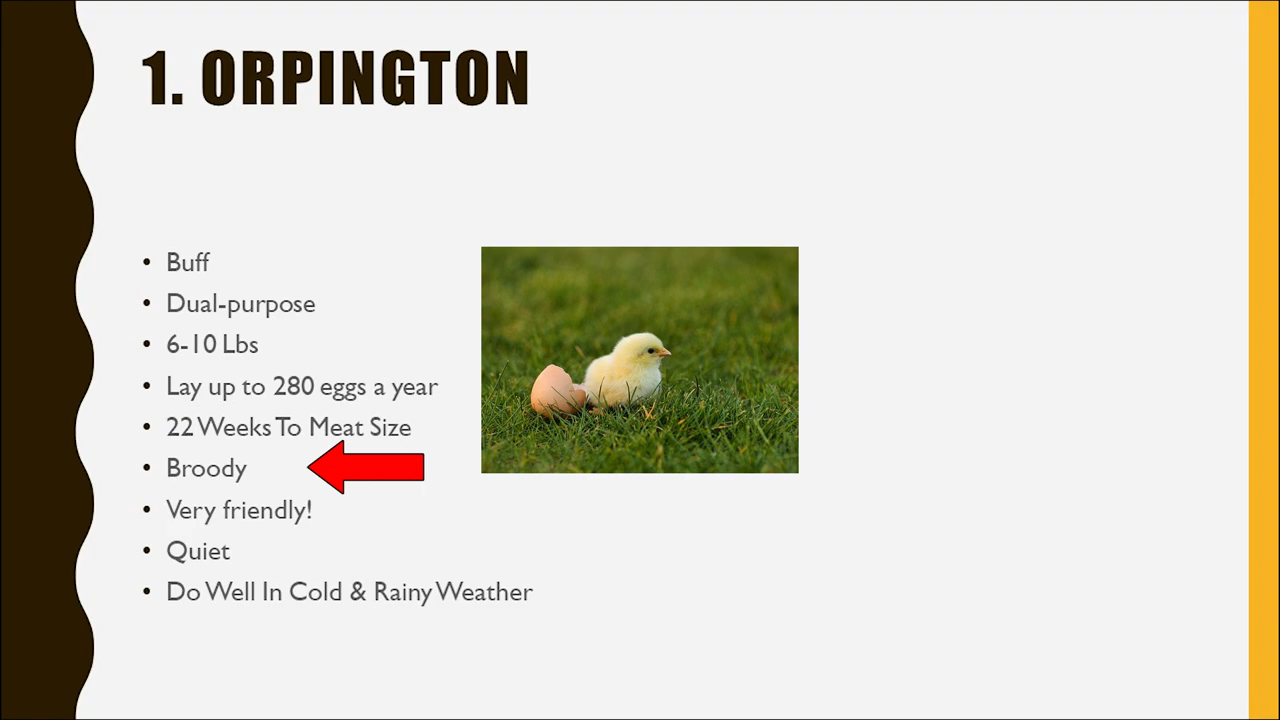 1. ORPINGTON
• Buff
• Dual-purpose
• 6-10 Lbs
• Lay up to 280 eggs a year
• 22 Weeks To Meat Size
• Broody
• Very friendly!
• Quiet
• Do Well In Cold & Rainy Weather